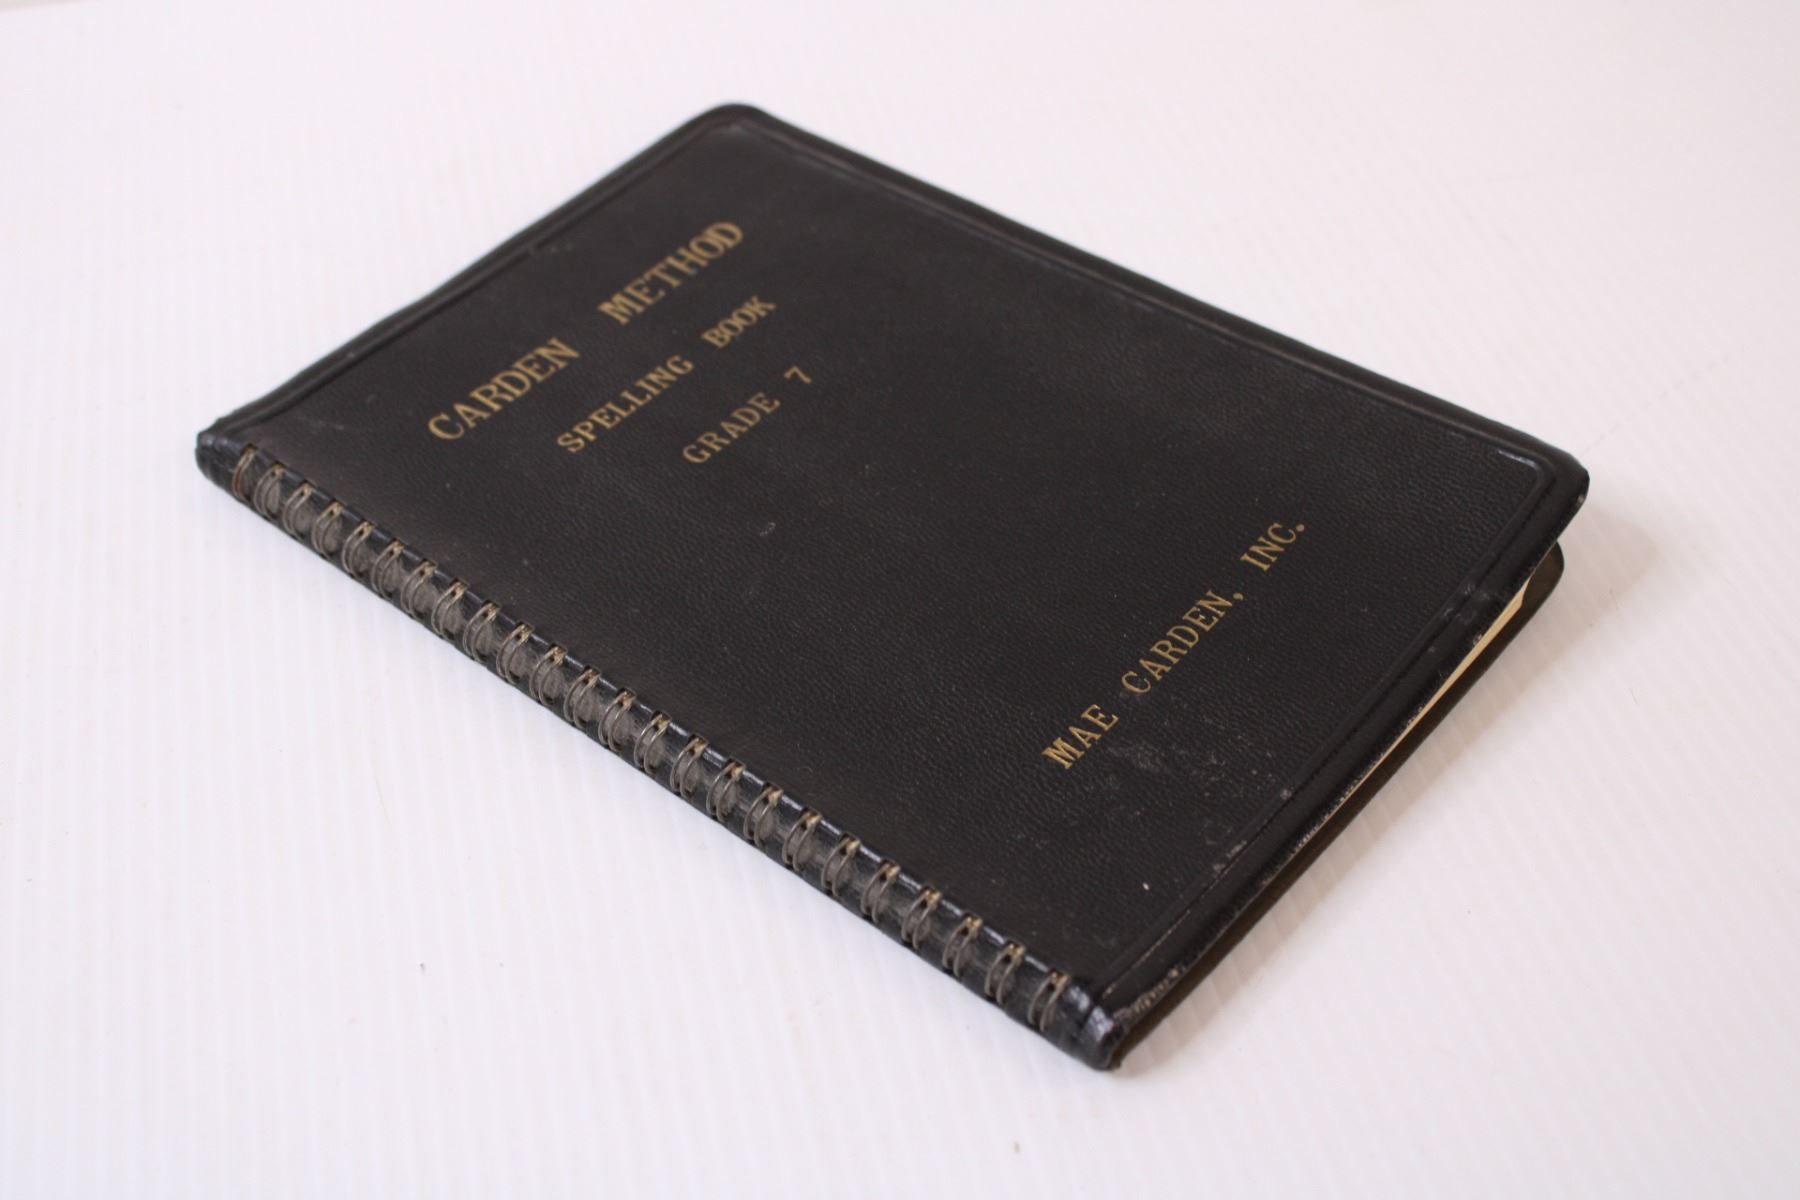 CARDEN METHOD
SPELLING BOOK
GRADE 7
MAE CARDEN, INC.